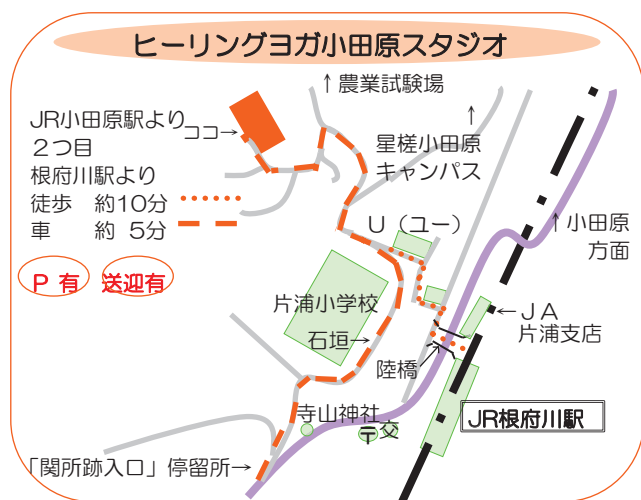 ヒーリングヨガ小田原スタジオ
↑農業試験場
JR小田原駅より
2つ目
ココ→
根府川駅より
徒歩 約10分
車 約 5分
P 有 送迎有
↑
星槎小田原
キャンパス
U(ユー)
↑小田原
方面
片浦小学校
石垣→
←JA
片浦支店
陸橋
寺山神社
〒交
JR根府川駅
「関所跡入口」停留所→